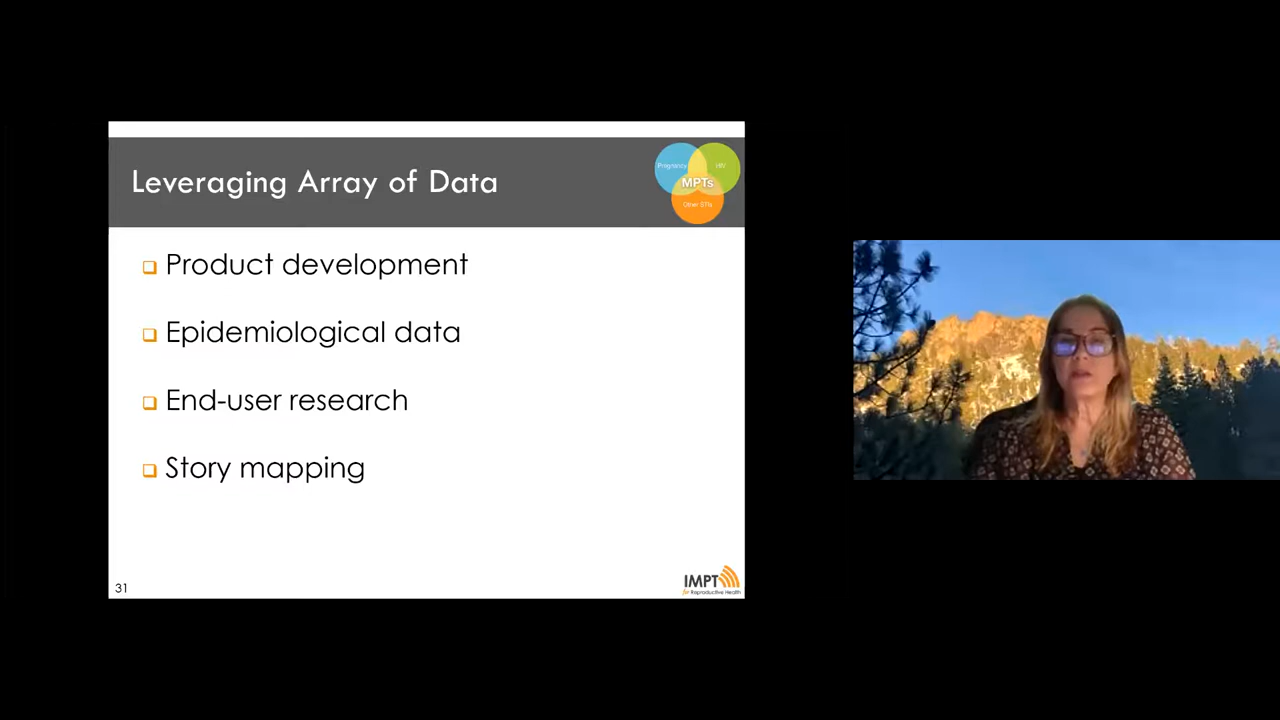 Leveraging Array of Data
Pregnancy
HIV
MPTs
Other STIs
Product development
Epidemiological data
End-user research
Story mapping
31
IMPT
for Reproductive Health